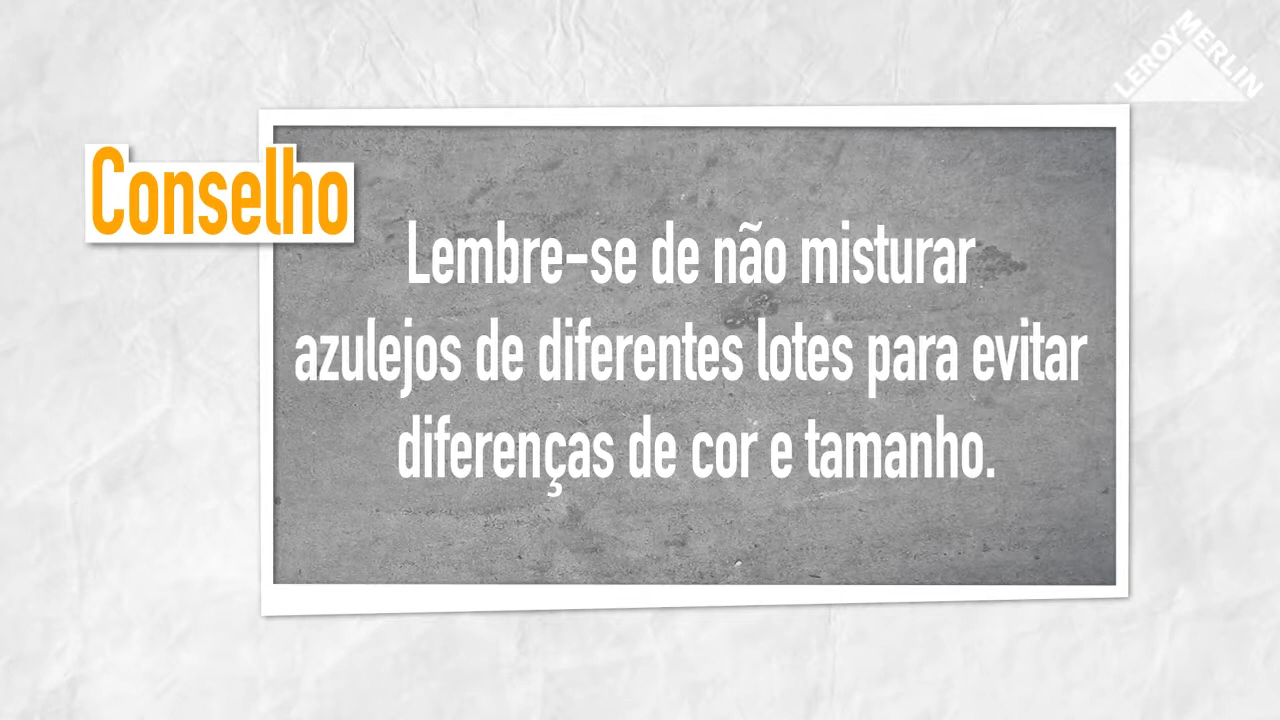 LEROY MERLIN
Conselho
Lembre-se de não misturar
azulejos de diferentes lotes para evitar
diferenças de cor e tamanho.